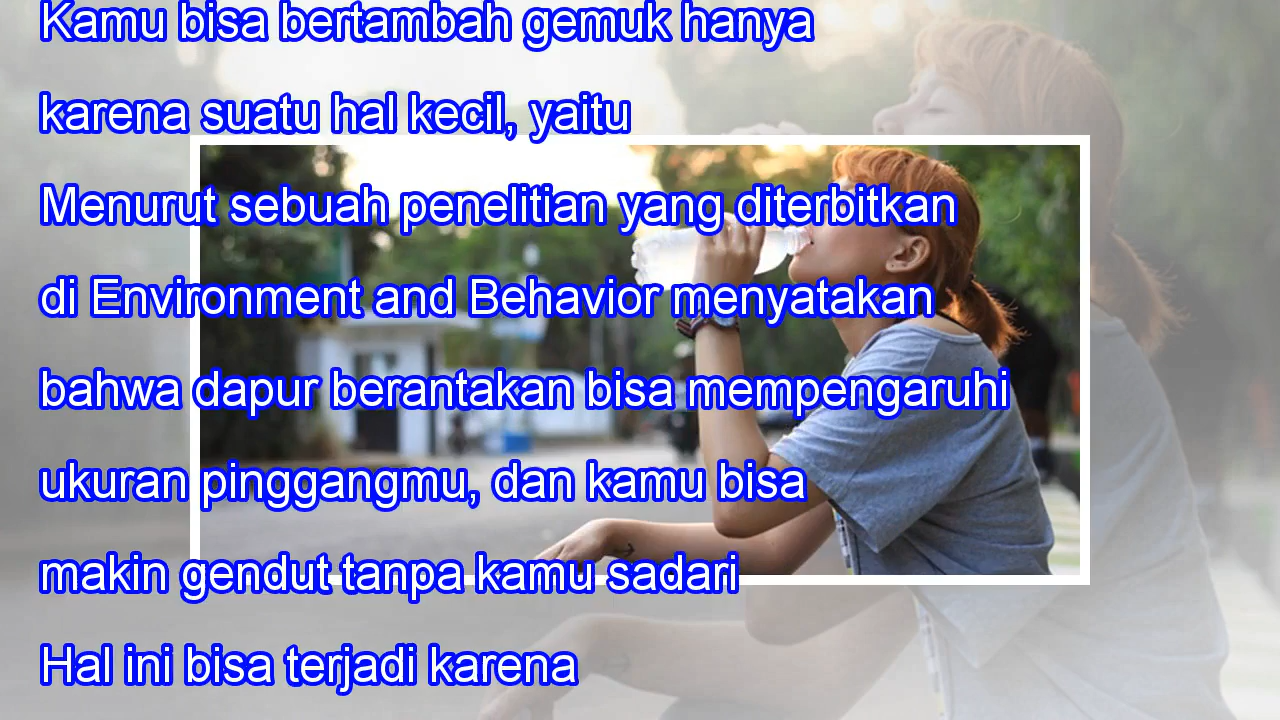 Kamu bisa bertambah gemuk hanya
karena suatu hal kecil, yaitu
Menurut sebuah penelitian yang diterbitkan
di Environment and Behavior menyatakan
bahwa dapur berantakan bisa mempengaruhi
ukuran pinggangmu, dan kamu bisa
makin gendut tanpa kamu sadari
Hal ini bisa terjadi karena